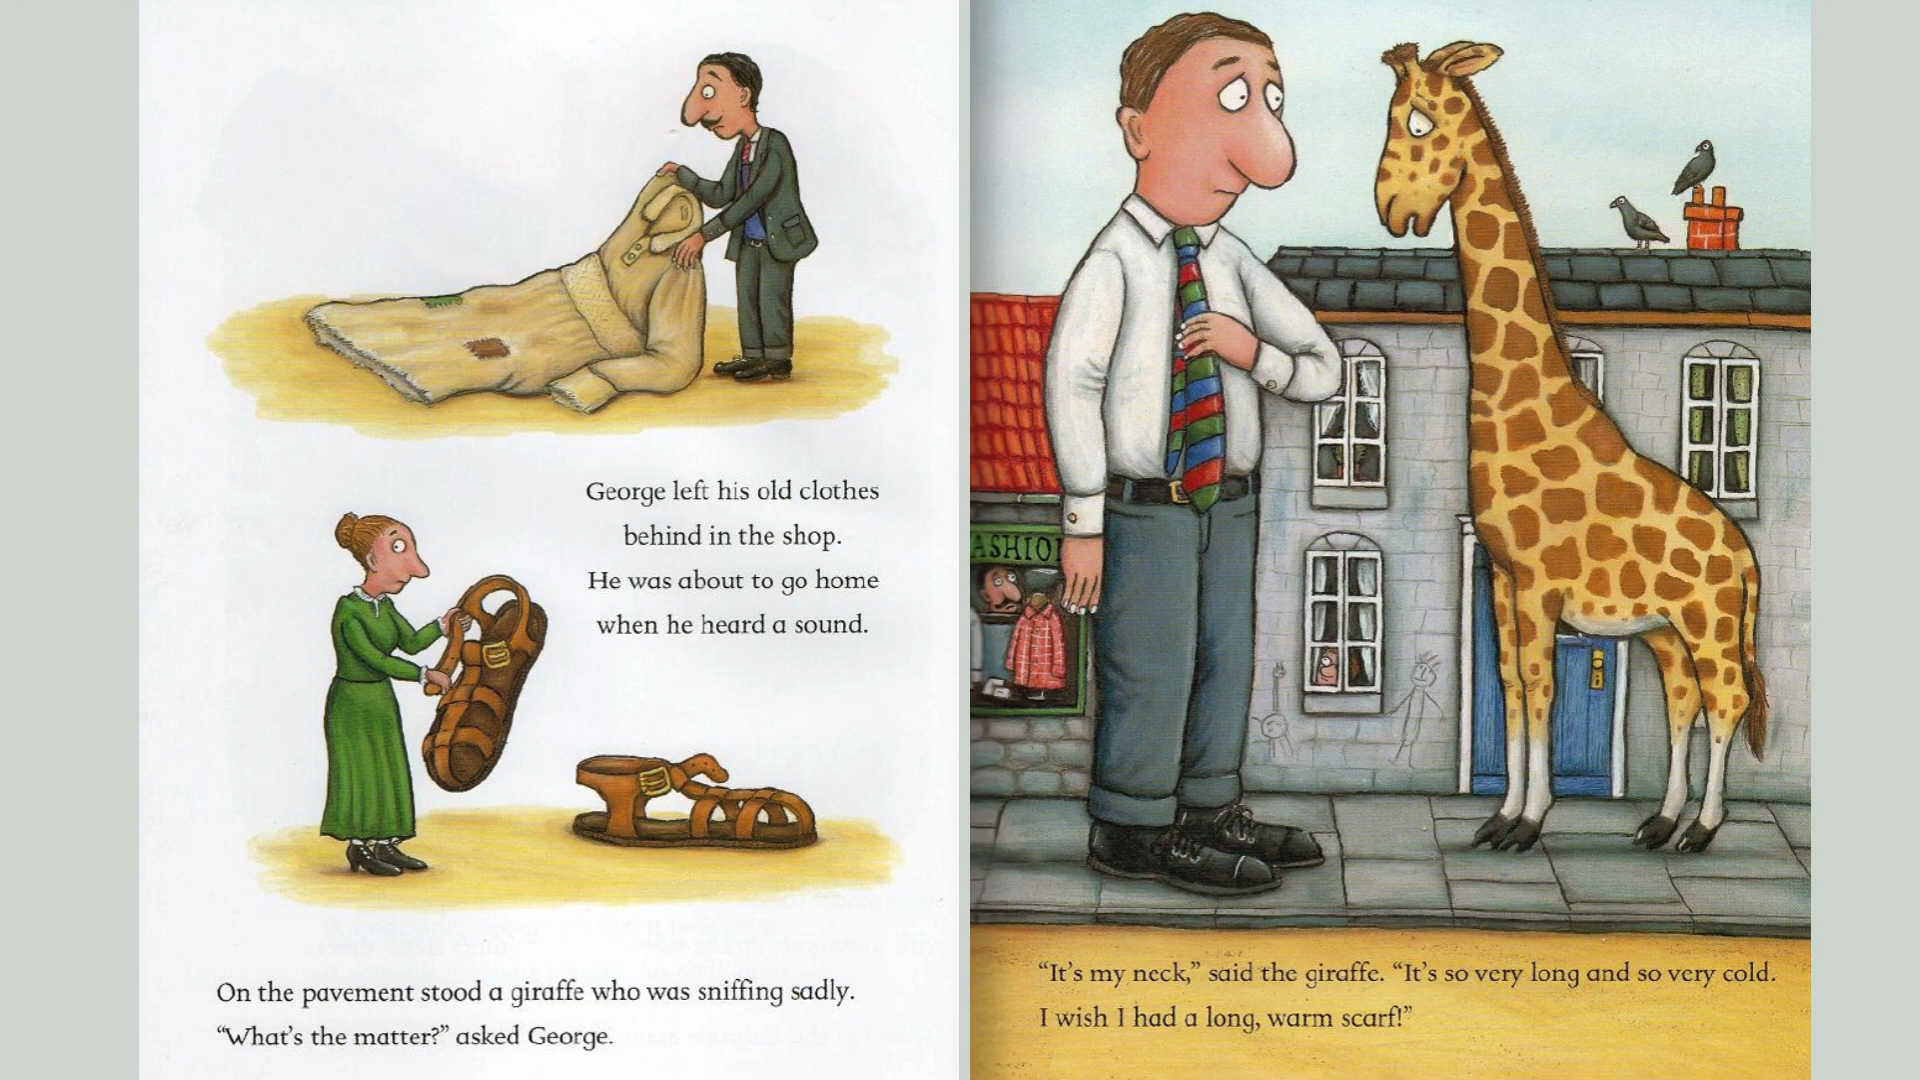 George left his old clothes
behind in the shop.
He was about to go home
when he heard a sound.
On the pavement stood a giraffe who was sniffing sadly.
“What’s the matter?” asked George.
ASHIO
“It’s my neck,” said the giraffe. “It’s so very long and so very cold.
I wish I had a long, warm scarf!”